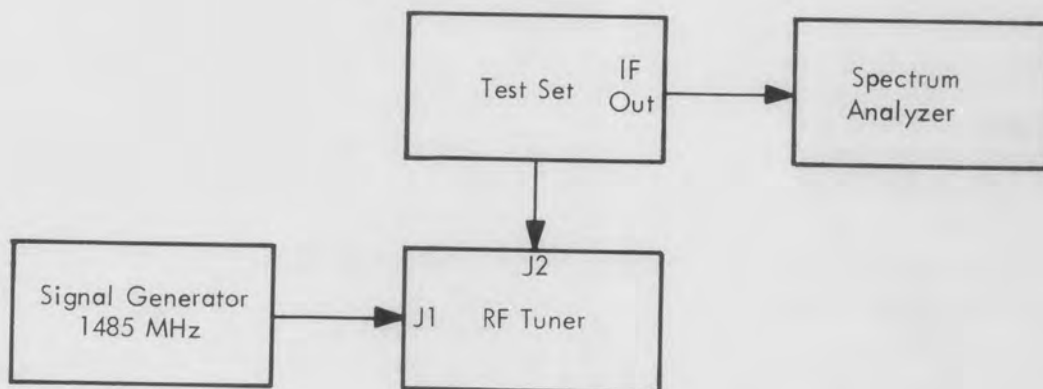 Test Set
IF
Out
Spectrum
Analyzer
Signal Generator
1485 MHz
J1
J2
RF Tuner